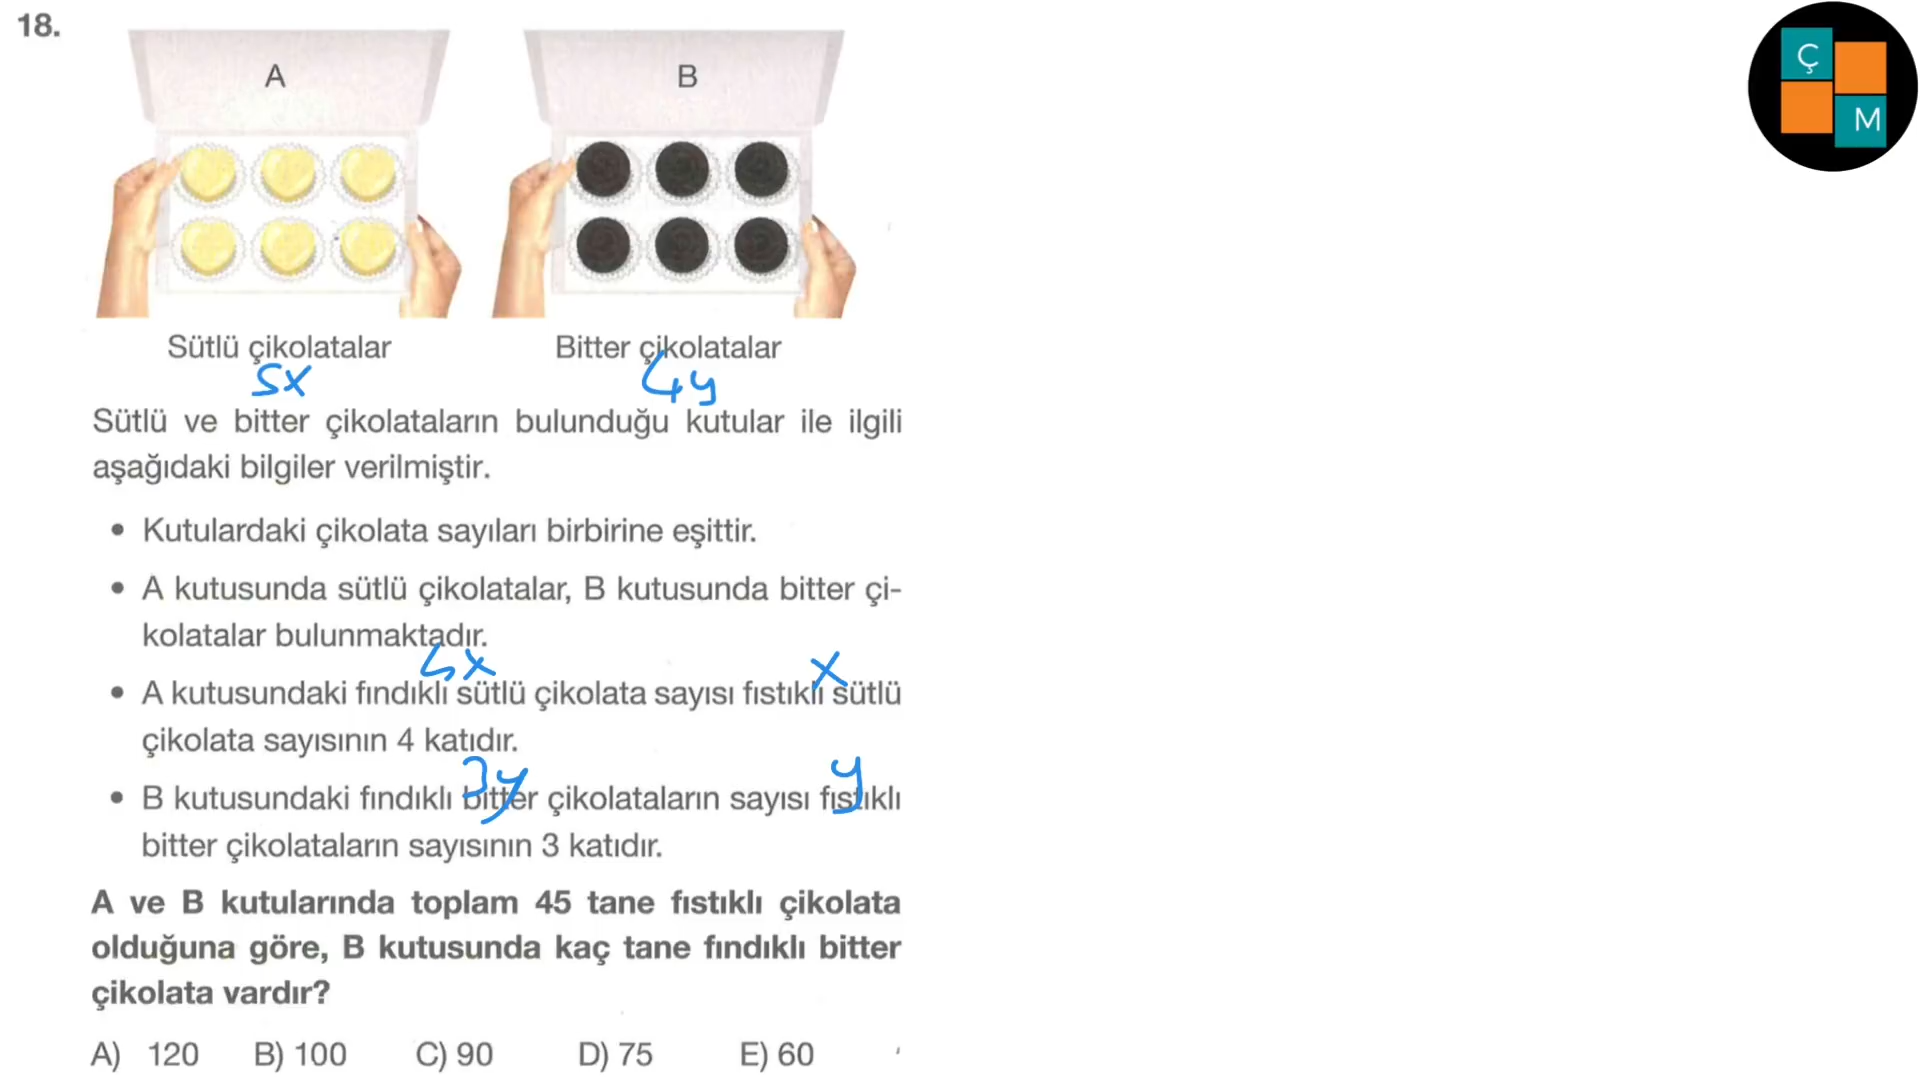 18.
A
B
Ç
M
Sütlü çikolatalar
Bitter çikolatalar
5x
4y
Sütlü ve bitter çikolataların bulunduğu kutular ile ilgili
aşağıdaki bilgiler verilmiştir.
• Kutulardaki çikolata sayıları birbirine eşittir.
• A kutusunda sütlü çikolatalar, B kutusunda bitter çi-
kolatalar bulunmaktadır.
4x
x
• A kutusundaki fındıklı sütlü çikolata sayısı fıstıklı sütlü
çikolata sayısının 4 katıdır.
3y
y
• B kutusundaki fındıklı bitter çikolataların sayısı fıstıklı
bitter çikolataların sayısının 3 katıdır.
A ve B kutularında toplam 45 tane fıstıklı çikolata
olduğuna göre, B kutusunda kaç tane fındıklı bitter
çikolata vardır?
A) 120 B) 100 C) 90 D) 75 E) 60